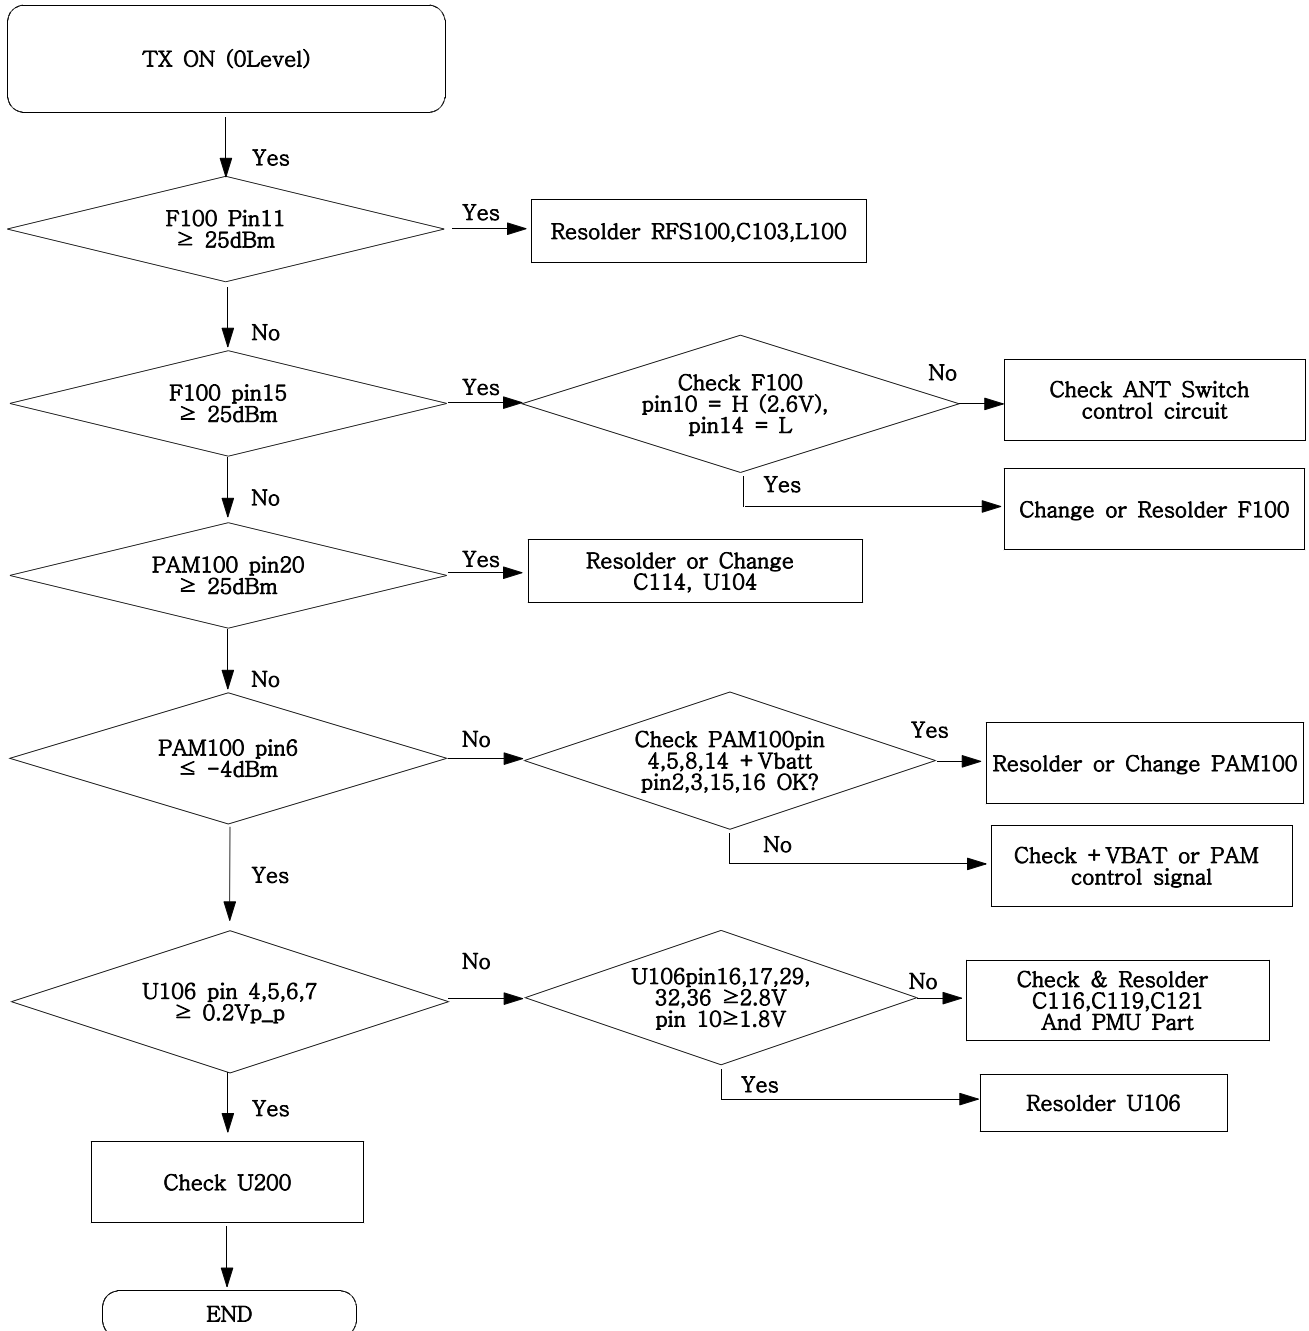 TX ON (0Level)
Yes
F100 Pin11
≥ 25dBm
Yes
Resolder RFS100,C103,L100
No
F100 pin15
≥ 25dBm
Yes
Check F100
pin10 = H (2.6V),
pin14 = L
No
Check ANT Switch
control circuit
Yes
Change or Resolder F100
No
PAM100 pin20
≥ 25dBm
Yes
Resolder or Change
C114, U104
No
PAM100 pin6
≤ -4dBm
No
Check PAM100pin
4,5,8,14 +Vbatt
pin2,3,15,16 OK?
Yes
Resolder or Change PAM100
No
Check +VBAT or PAM
control signal
Yes
U106 pin 4,5,6,7
≥ 0.2Vp_p
No
U106pin16,17,29,
32,36 ≥2.8V
pin 10≥1.8V
No
Check & Resolder
C116,C119,C121
And PMU Part
Yes
Resolder U106
Yes
Check U200
END